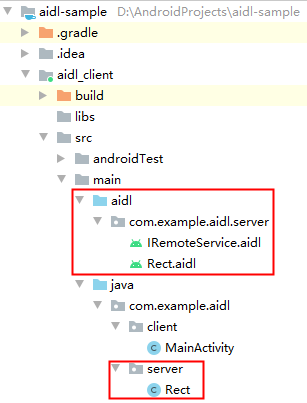 aidl-sample D:\AndroidProjects\aidl-sample
.gradle
.idea
aidl_client
build
libs
src
androidTest
main
aidl
com.example.aidl.server
IRemoteService.aidl
Rect.aidl
java
com.example.aidl
client
C MainActivity
server
C Rect